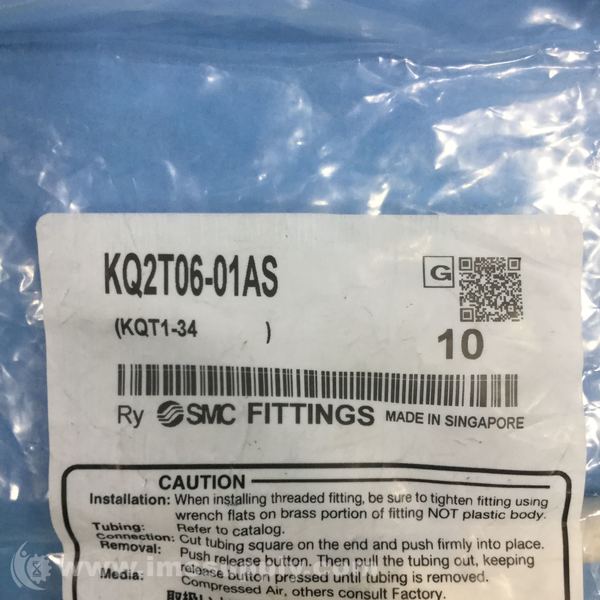 KQ2T06-01AS
G
(KQT1-34 )
10
Ry SMC FITTINGS MADE IN SINGAPORE
CAUTION
Installation: When installing threaded fitting, be sure to tighten fitting using
wrench flats on brass portion of fitting NOT plastic body.
Tubing: Refer to catalog.
Connection: Cut tubing square on the end and push firmly into place.
Removal: Push release button. Then pull the tubing out, keeping
release button pressed until tubing is removed.
Media: Compressed Air, others consult Factory.